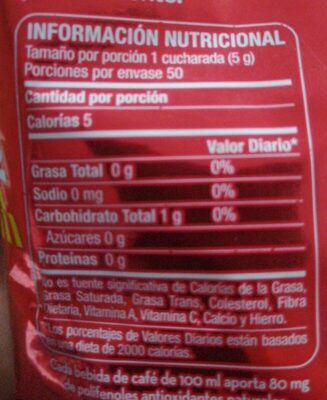 INFORMACIÓN NUTRICIONAL
Tamaño por porción 1 cucharada (5 g)
Porciones por envase 50
Cantidad por porción
Calorías 5
Valor Diario*
Grasa Total 0 g 0%
Sodio 0 mg 0%
Carbohidrato Total 1 g 0%
Azúcares 0 g
Proteínas 0 g
No es fuente significativa de Calorías de la Grasa,
Grasa Saturada, Grasa Trans, Colesterol, Fibra
Dietaria, Vitamina A, Vitamina C, Calcio y Hierro.
*Los porcentajes de Valores Diarios están basados
en una dieta de 2000 calorías.
Cada bebida de café de 100 ml aporta 80 mg
de polifenoles antioxidantes naturales